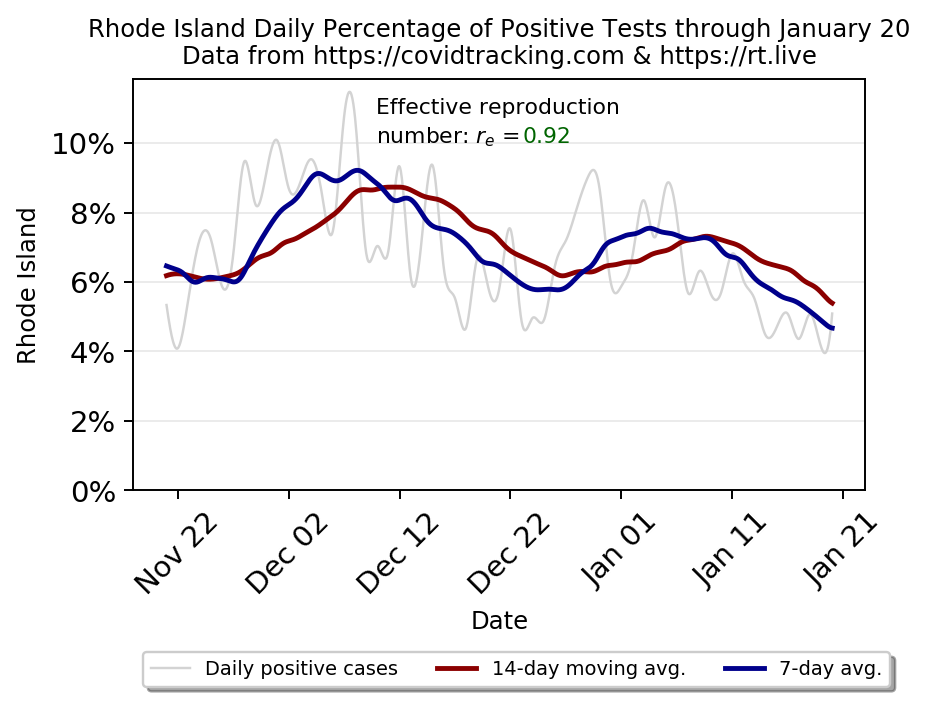 Rhode Island Daily Percentage of Positive Tests through January 20
Data from https://covidtracking.com & https://rt.live
Effective reproduction
number: rₑ =0.92
10%
8%
6%
4%
2%
0%
Rhode Island
Nov 22
Dec 02
Dec 12
Dec 22
Jan 01
Jan 11
Jan 21
Date
Daily positive cases
14-day moving avg.
7-day avg.